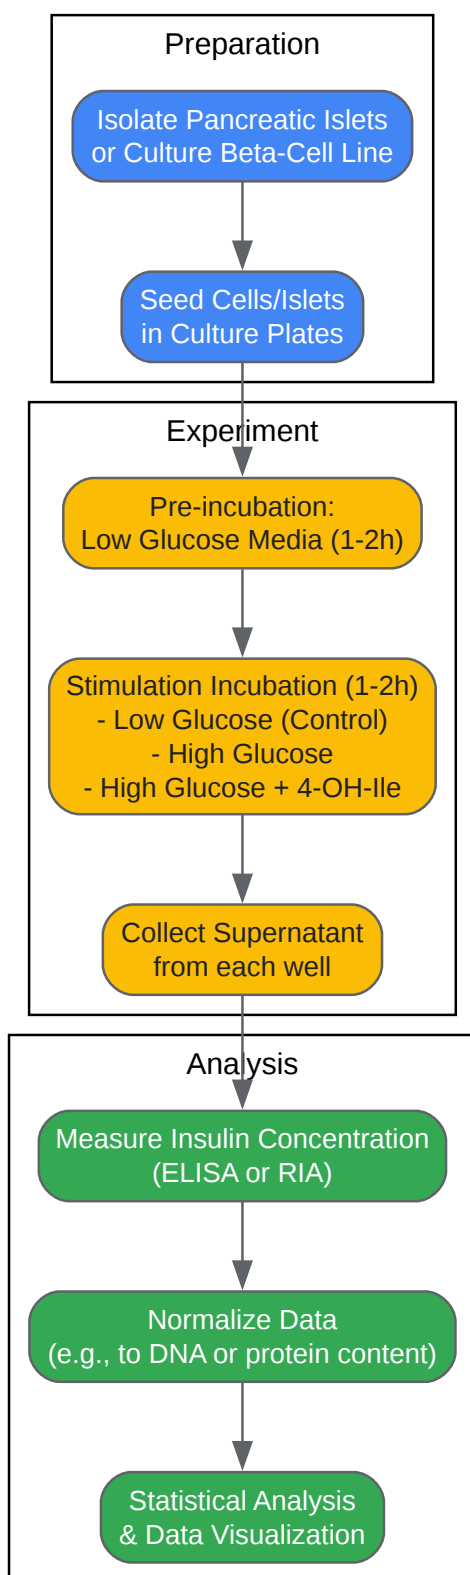 Preparation
Isolate Pancreatic Islets
or Culture Beta-Cell Line
Seed Cells/Islets
in Culture Plates
Experiment
Pre-incubation:
Low Glucose Media (1-2h)
Stimulation Incubation (1-2h)
- Low Glucose (Control)
- High Glucose
- High Glucose + 4-OH-Ile
Collect Supernatant
from each well
Analysis
Measure Insulin Concentration
(ELISA or RIA)
Normalize Data
(e.g., to DNA or protein content)
Statistical Analysis
& Data Visualization